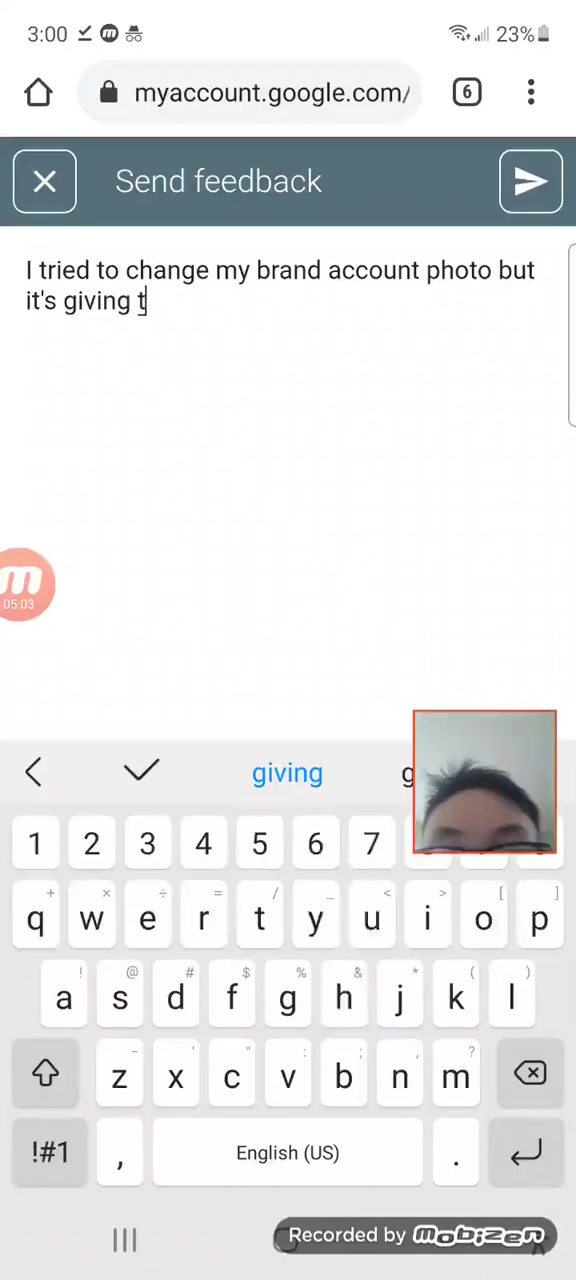 3:00
23%
myaccount.google.com/
6
Send feedback
I tried to change my brand account photo but
it's giving t
05:03
giving
g
1 2 3 4 5 6 7
+ × ÷ = / _ < > [ ]
q w e r t y u i o p
! @ # $ % & * ( )
a s d f g h j k l
- ' " : ; , ?
z x c v b n m
!#1 , English (US) .
Recorded by mobizen